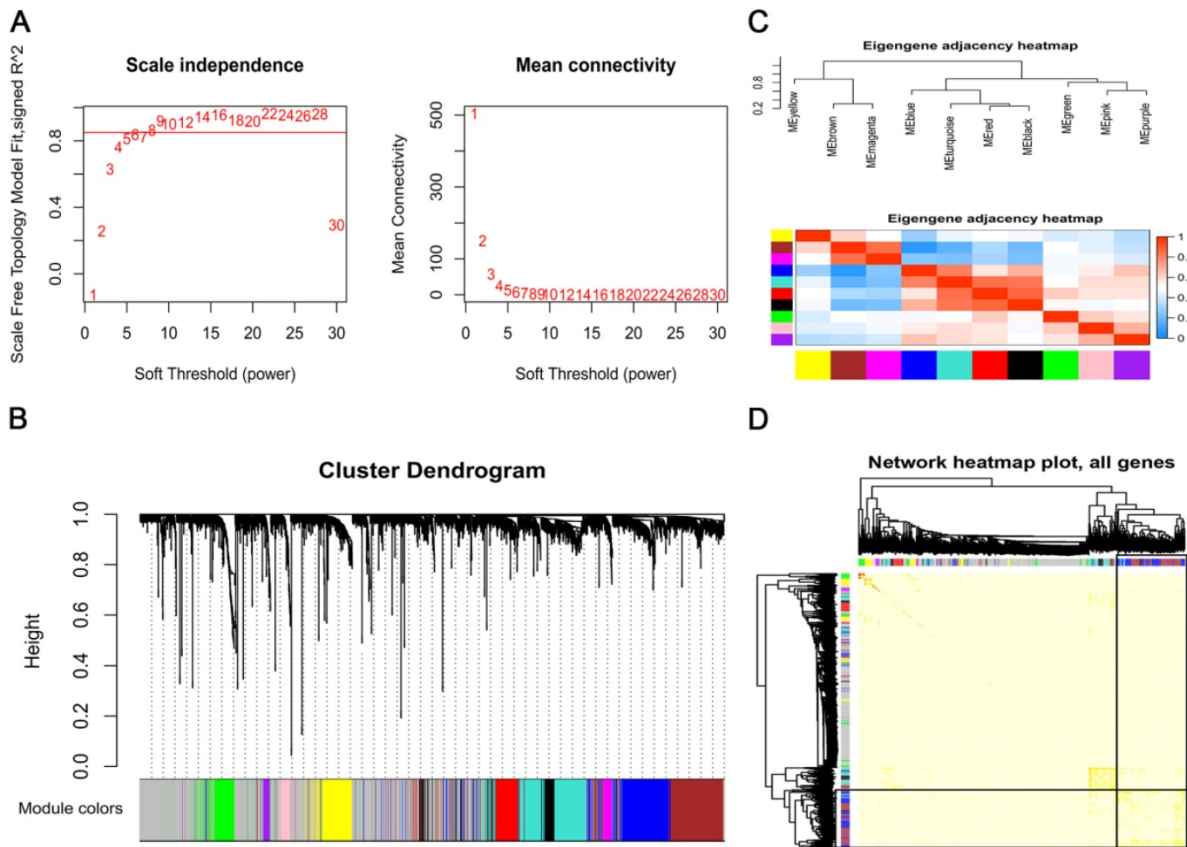 A
Scale independence
Scale Free Topology Model Fit,signed R^2
0.8
0.4
0.0
1
2
3
4
5
6
7
8
9
10
12
14
16
18
20
22
24
26
28
30
0
5
10
15
20
25
30
Soft Threshold (power)
Mean connectivity
Mean Connectivity
500
400
300
200
100
0
1
2
3
4
5
6
7
8
9
10
12
14
16
18
20
22
24
26
28
30
0
5
10
15
20
25
30
Soft Threshold (power)
C
Eigengene adjacency heatmap
0.8
0.2
MEyellow
MEbrown
MEmagenta
MEblue
MEturquoise
MEred
MEblack
MEgreen
MEpink
MEpurple
Eigengene adjacency heatmap
1
0.
0.
0.
0.
0
B
Cluster Dendrogram
Height
1.0
0.8
0.6
0.4
0.2
0.0
Module colors
D
Network heatmap plot, all genes